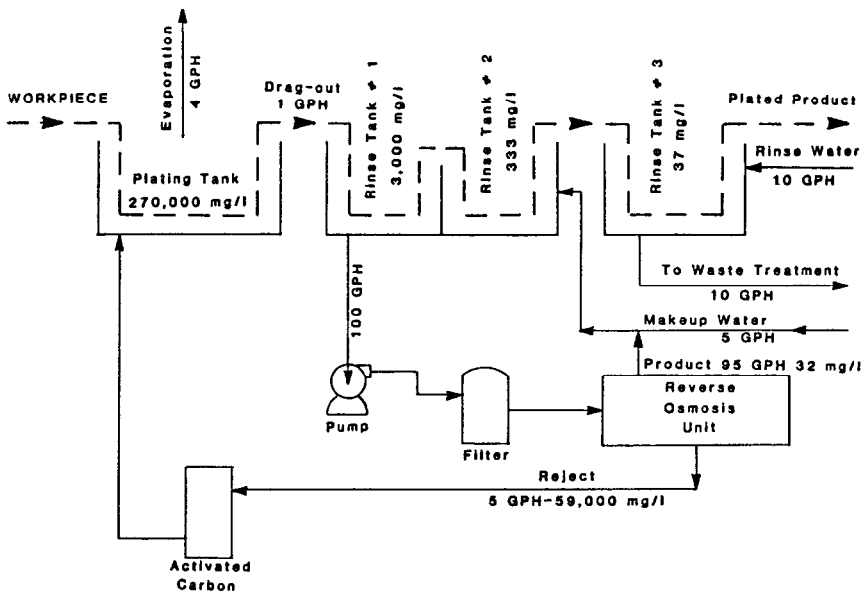 Evaporation
4 GPH
WORKPIECE
Drag-out
1 GPH
Rinse Tank # 1
3,000 mg/l
Rinse Tank # 2
333 mg/l
Rinse Tank # 3
37 mg/l
Plated Product
Rinse Water
10 GPH
Plating Tank
270,000 mg/l
To Waste Treatment
10 GPH
100 GPH
Makeup Water
5 GPH
Product 95 GPH 32 mg/l
Reverse
Osmosis
Unit
Pump
Filter
Reject
5 GPH-59,000 mg/l
Activated
Carbon